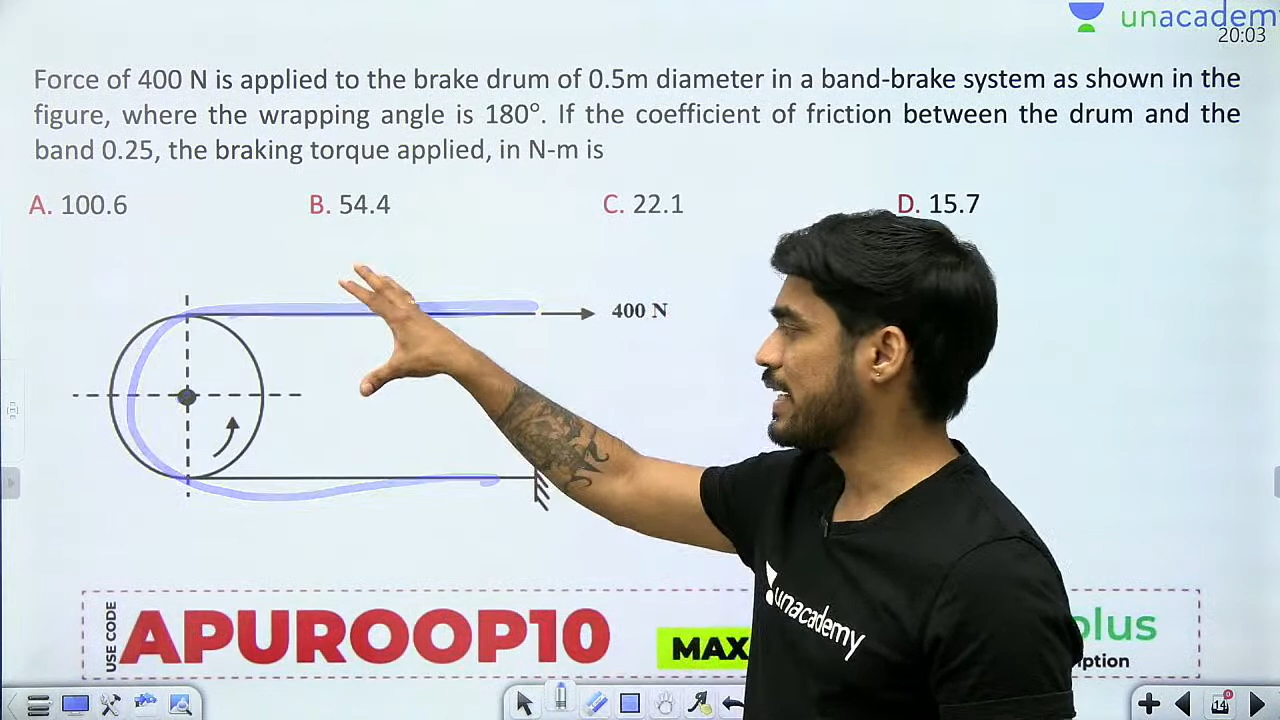 unacadem
20:03
Force of 400 N is applied to the brake drum of 0.5m diameter in a band-brake system as shown in the
figure, where the wrapping angle is 180°. If the coefficient of friction between the drum and the
band 0.25, the braking torque applied, in N-m is
A. 100.6 B. 54.4 C. 22.1 D. 15.7
400 N
unacademy
USE CODE
APUROOP10
MAX
plus
ption
14